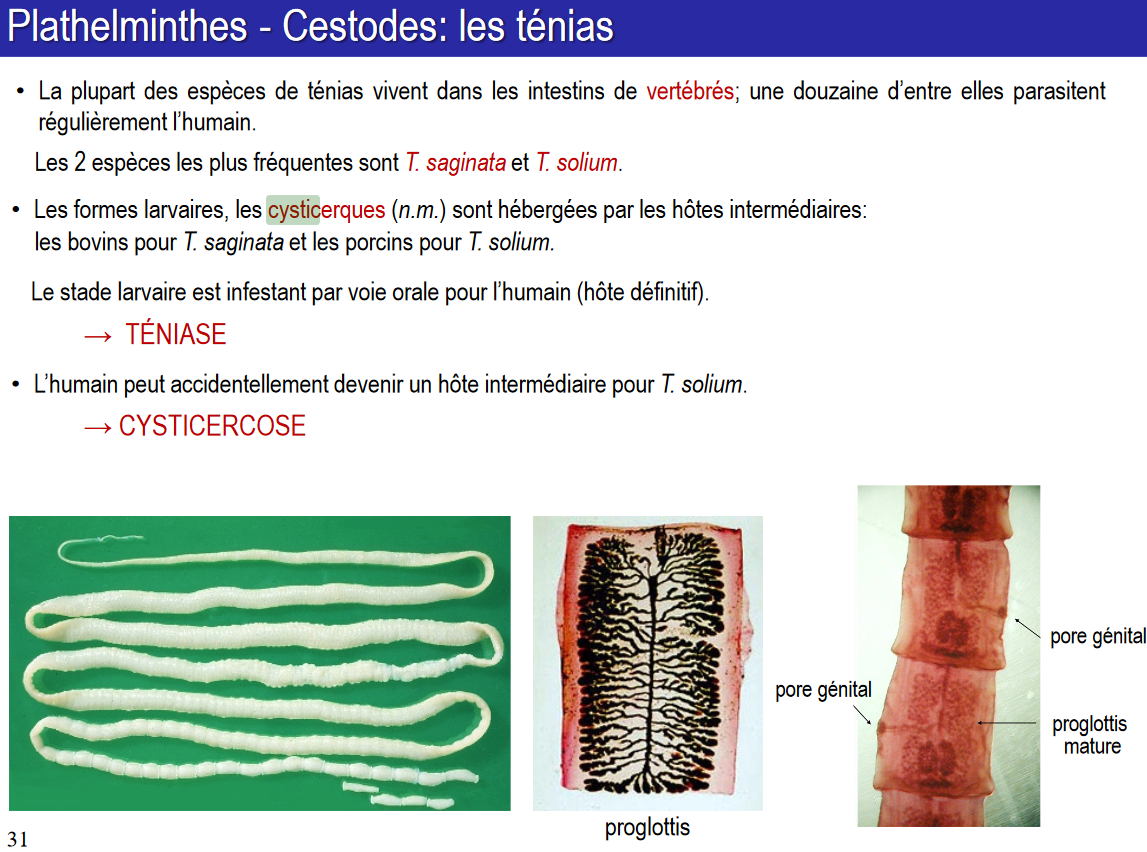 Plathelminthes - Cestodes: les ténias
• La plupart des espèces de ténias vivent dans les intestins de vertébrés; une douzaine d'entre elles parasitent
régulièrement l'humain.
Les 2 espèces les plus fréquentes sont T. saginata et T. solium.
• Les formes larvaires, les cysticerques (n.m.) sont hébergées par les hôtes intermédiaires:
les bovins pour T. saginata et les porcins pour T. solium.
Le stade larvaire est infestant par voie orale pour l'humain (hôte définitif).
→ TÉNIASE
• L'humain peut accidentellement devenir un hôte intermédiaire pour T. solium.
→ CYSTICERCOSE
pore génital
pore génital
proglottis
mature
proglottis
31